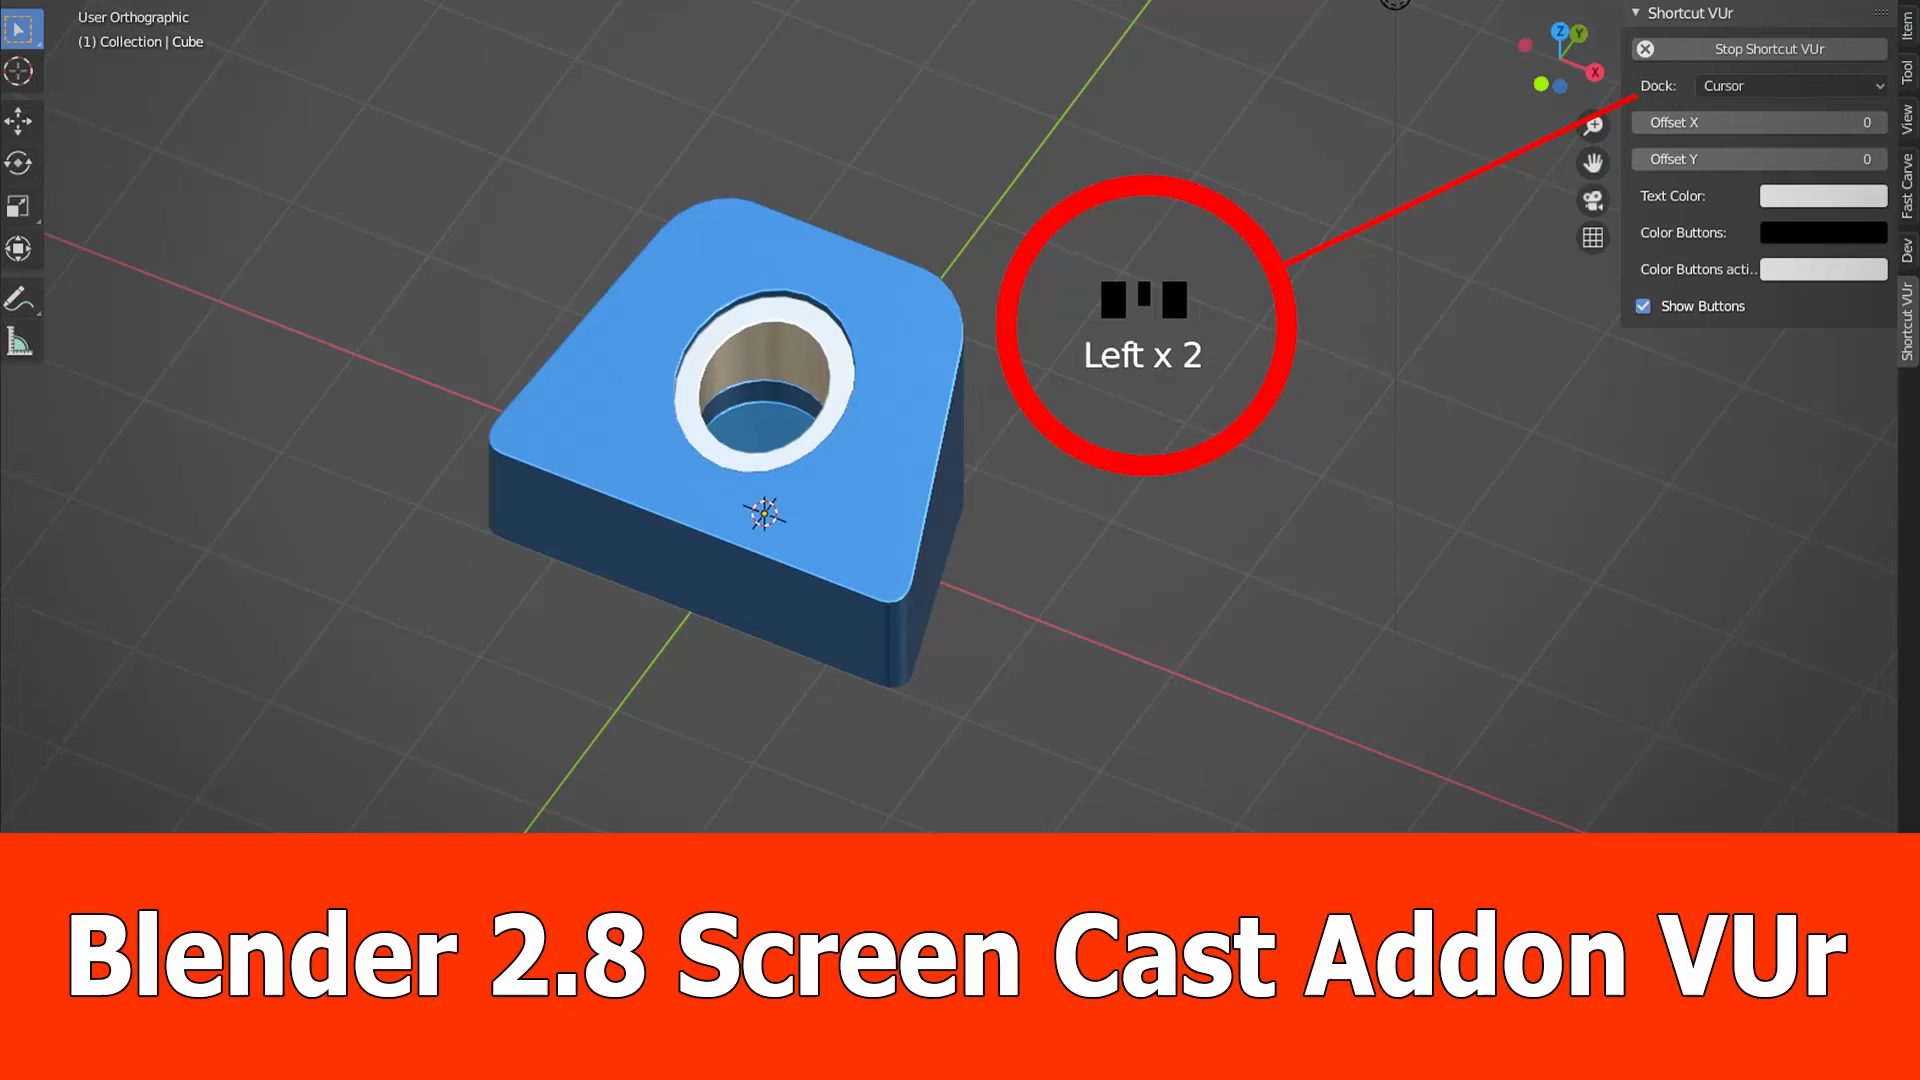 User Orthographic
(1) Collection | Cube
Z
Y
X
Shortcut VUr
Stop Shortcut VUr
Dock: Cursor
Offset X 0
Offset Y 0
Text Color:
Color Buttons:
Color Buttons acti..
Show Buttons
Item
Tool
View
Fast Carve
Dev
Shortcut VUr
Left x 2
Blender 2.8 Screen Cast Addon VUr